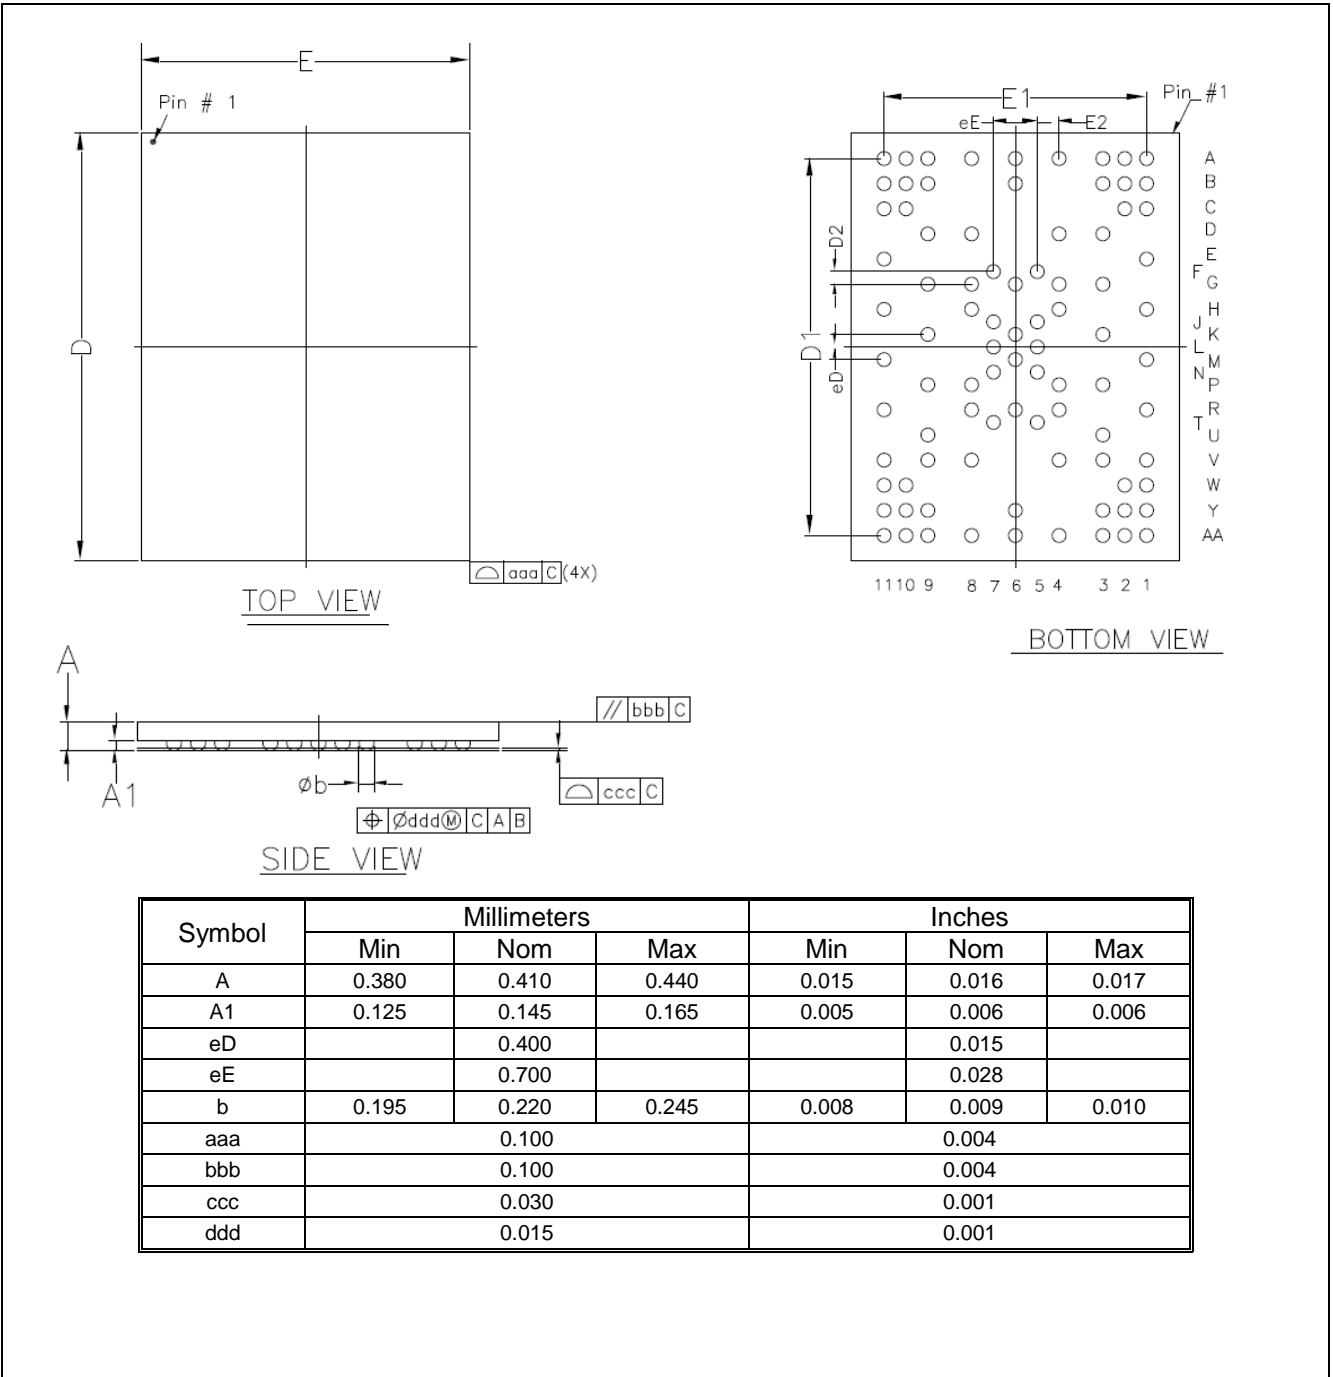 E
Pin # 1
D
aaa C (4X)
TOP VIEW
Pin #1
E1
eE
E2
D2
D1
eD
A
B
C
D
E
F
G
H
J
K
L
M
N
P
R
T
U
V
W
Y
AA
11 10 9 8 7 6 5 4 3 2 1
BOTTOM VIEW
A
A1
// bbb C
Øb
ccc C
⌖ Øddd Ⓜ C A B
SIDE VIEW
Symbol Millimeters Inches
Min Nom Max Min Nom Max
A 0.380 0.410 0.440 0.015 0.016 0.017
A1 0.125 0.145 0.165 0.005 0.006 0.006
eD 0.400 0.015
eE 0.700 0.028
b 0.195 0.220 0.245 0.008 0.009 0.010
aaa 0.100 0.004
bbb 0.100 0.004
ccc 0.030 0.001
ddd 0.015 0.001